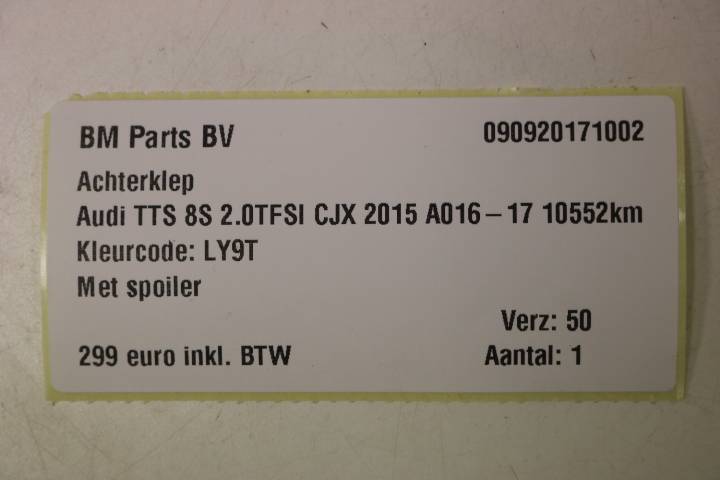 BM Parts BV 090920171002
Achterklep
Audi TTS 8S 2.0TFSI CJX 2015 A016-17 10552km
Kleurcode: LY9T
Met spoiler
Verz: 50
299 euro inkl. BTW Aantal: 1